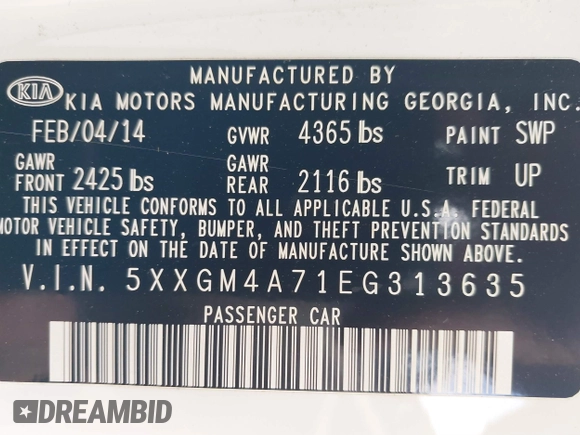 MANUFACTURED BY
KIA KIA MOTORS MANUFACTURING GEORGIA, INC.
FEB/04/14 GVWR 4365 lbs PAINT SWP
GAWR FRONT 2425 lbs GAWR REAR 2116 lbs TRIM UP
THIS VEHICLE CONFORMS TO ALL APPLICABLE U.S.A. FEDERAL
MOTOR VEHICLE SAFETY, BUMPER, AND THEFT PREVENTION STANDARDS
IN EFFECT ON THE DATE OF MANUFACTURE SHOWN ABOVE.
V.I.N. 5XXGM4A71EG313635
PASSENGER CAR
DREAMBID